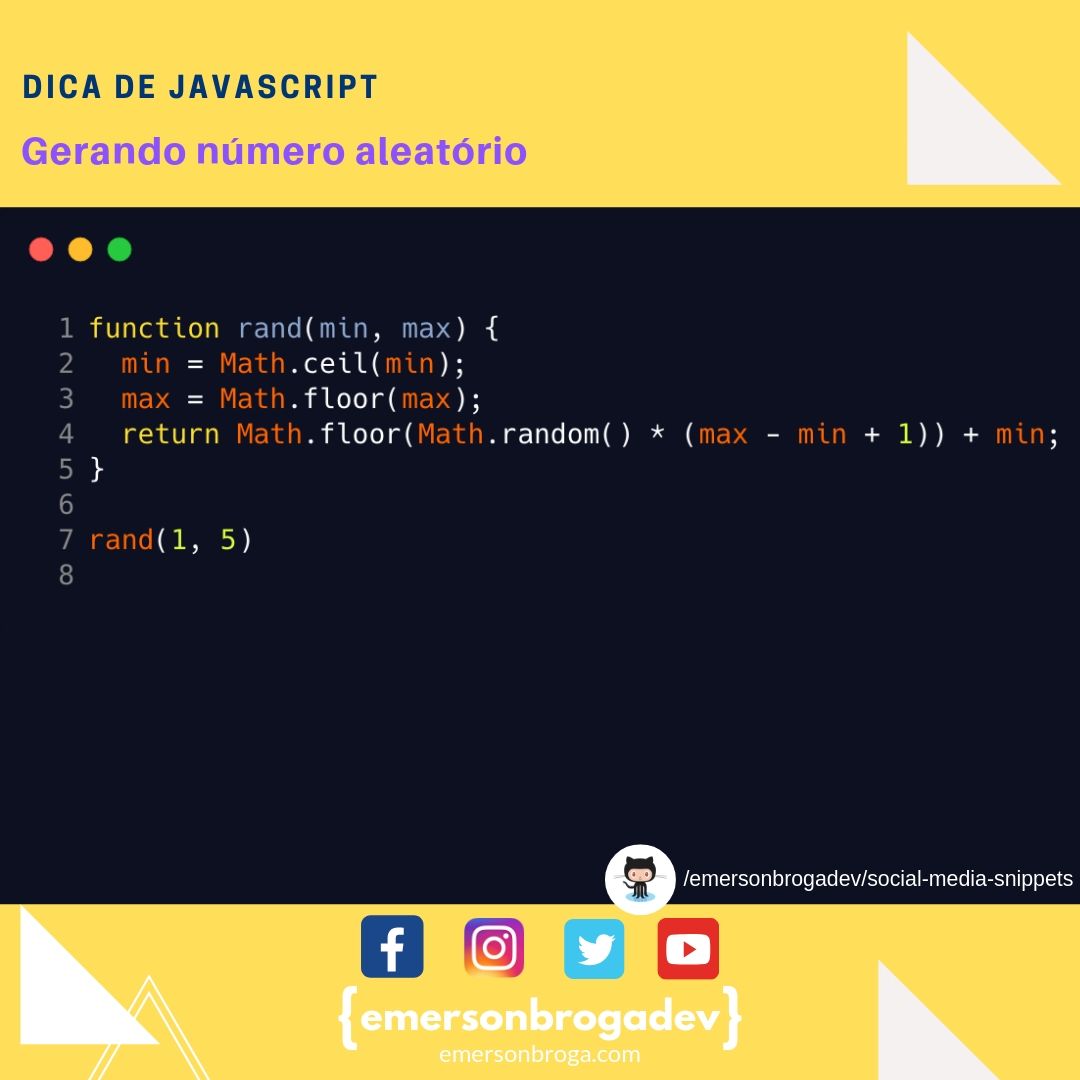 DICA DE JAVASCRIPT
Gerando número aleatório
1 function rand(min, max) {
2   min = Math.ceil(min);
3   max = Math.floor(max);
4   return Math.floor(Math.random() * (max - min + 1)) + min;
5 }
6
7 rand(1, 5)
8
/emersonbrogadev/social-media-snippets
{emersonbrogadev}
emersonbroga.com